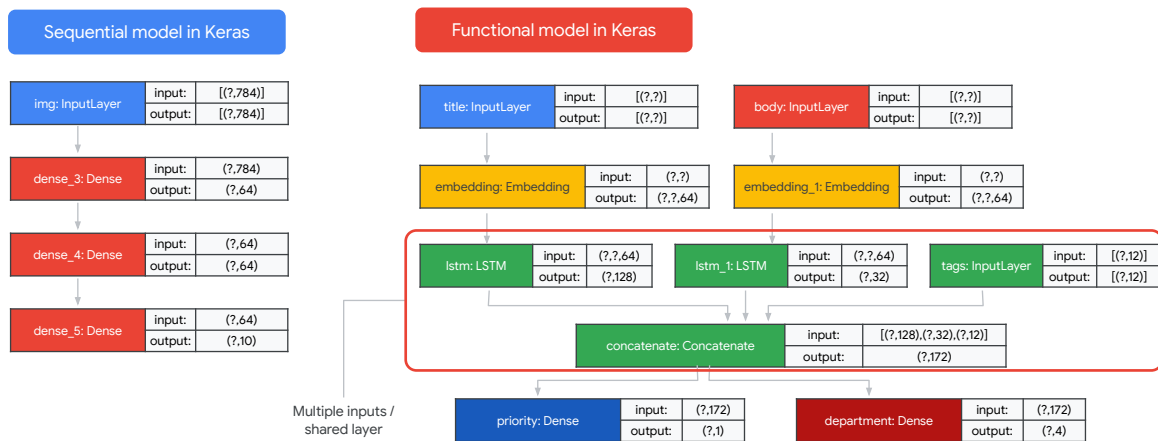 Sequential model in Keras
Functional model in Keras
img: InputLayer
input: [(?,784)]
output: [(?,784)]
dense_3: Dense
input: (?,784)
output: (?,64)
dense_4: Dense
input: (?,64)
output: (?,64)
dense_5: Dense
input: (?,64)
output: (?,10)
title: InputLayer
input: [(?,?)]
output: [(?,?)]
body: InputLayer
input: [(?,?)]
output: [(?,?)]
embedding: Embedding
input: (?,?)
output: (?,?,64)
embedding_1: Embedding
input: (?,?)
output: (?,?,64)
lstm: LSTM
input: (?,?,64)
output: (?,128)
lstm_1: LSTM
input: (?,?,64)
output: (?,32)
tags: InputLayer
input: [(?,12)]
output: [(?,12)]
concatenate: Concatenate
input: [(?,128),(?,32),(?,12)]
output: (?,172)
Multiple inputs /
shared layer
priority: Dense
input: (?,172)
output: (?,1)
department: Dense
input: (?,172)
output: (?,4)